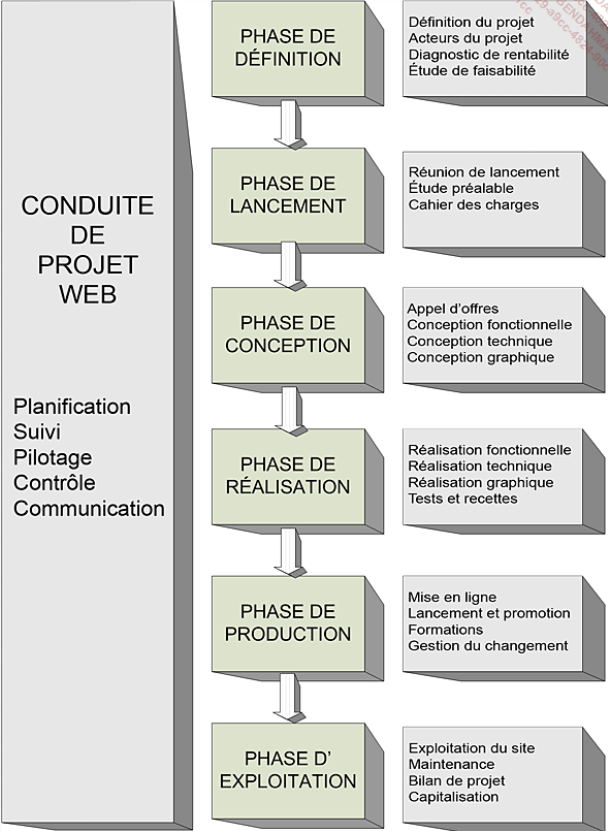 CONDUITE
DE
PROJET
WEB
Planification
Suivi
Pilotage
Contrôle
Communication
PHASE DE
DÉFINITION
Définition du projet
Acteurs du projet
Diagnostic de rentabilité
Étude de faisabilité
PHASE DE
LANCEMENT
Réunion de lancement
Étude préalable
Cahier des charges
PHASE DE
CONCEPTION
Appel d'offres
Conception fonctionnelle
Conception technique
Conception graphique
PHASE DE
RÉALISATION
Réalisation fonctionnelle
Réalisation technique
Réalisation graphique
Tests et recettes
PHASE DE
PRODUCTION
Mise en ligne
Lancement et promotion
Formations
Gestion du changement
PHASE D'
EXPLOITATION
Exploitation du site
Maintenance
Bilan de projet
Capitalisation